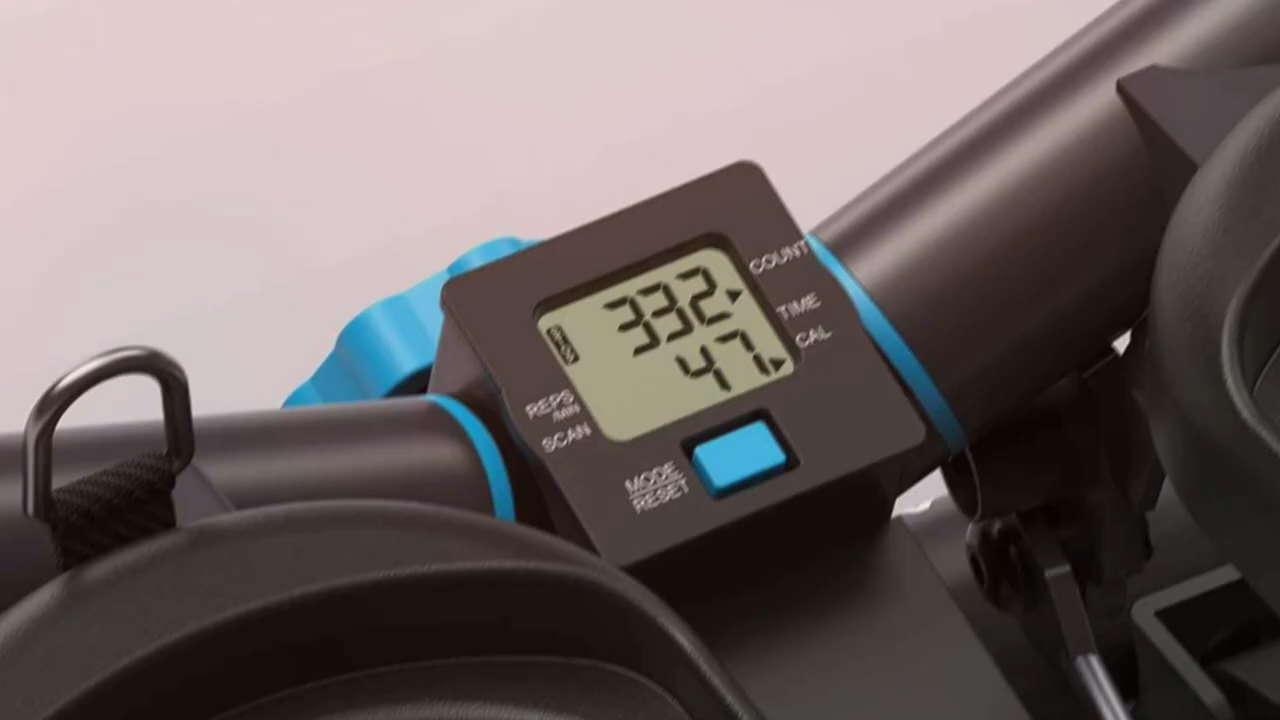 332
47
COUNT
TIME
CAL
REPS
/MIN
SCAN
MODE
RESET